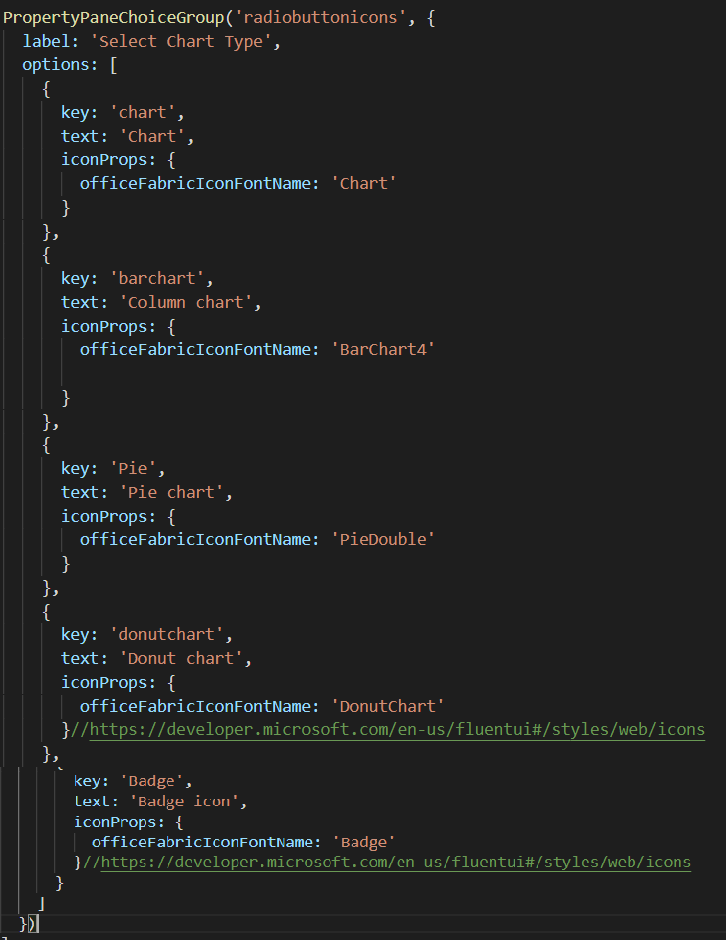 PropertyPaneChoiceGroup('radiobuttonicons', {
label: 'Select Chart Type',
options: [
{
key: 'chart',
text: 'Chart',
iconProps: {
officeFabricIconFontName: 'Chart'
}
},
{
key: 'barchart',
text: 'Column chart',
iconProps: {
officeFabricIconFontName: 'BarChart4'
}
},
{
key: 'Pie',
text: 'Pie chart',
iconProps: {
officeFabricIconFontName: 'PieDouble'
}
},
{
key: 'donutchart',
text: 'Donut chart',
iconProps: {
officeFabricIconFontName: 'DonutChart'
}//https://developer.microsoft.com/en-us/fluentui#/styles/web/icons
},
{
key: 'Badge',
text: 'Badge icon',
iconProps: {
officeFabricIconFontName: 'Badge'
}//https://developer.microsoft.com/en us/fluentui#/styles/web/icons
}
]
})